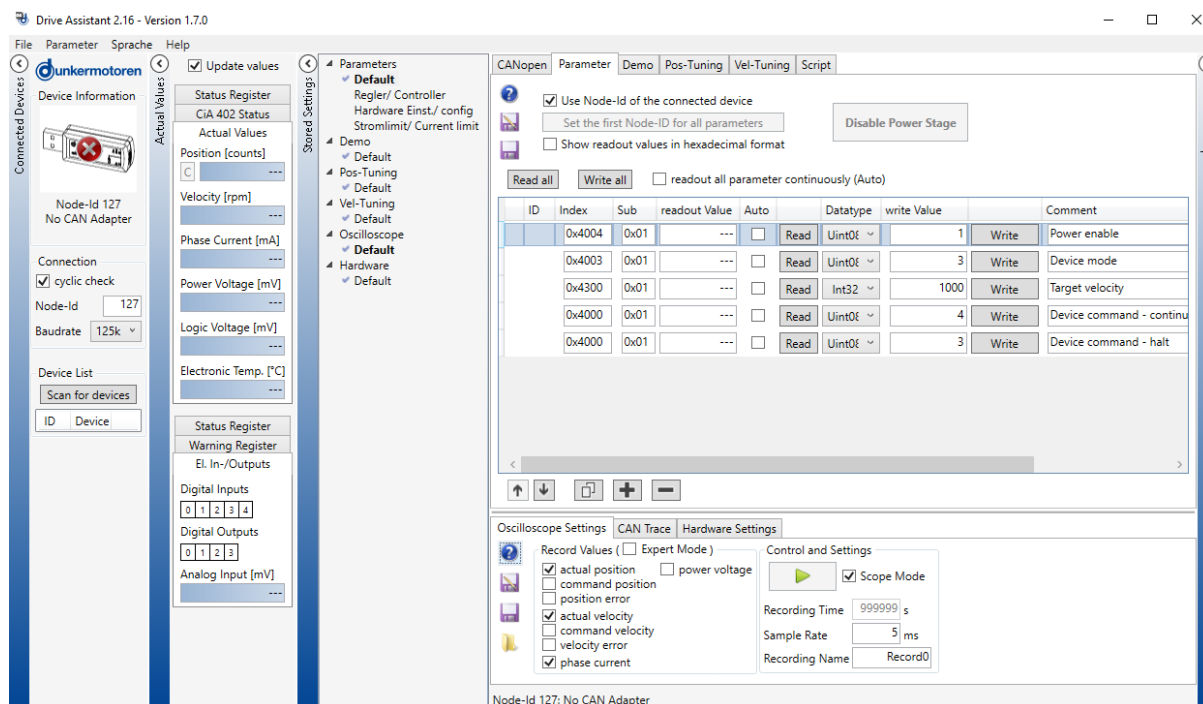 Drive Assistant 2.16 - Version 1.7.0
File Parameter Sprache Help
Connected Devices
dunkermotoren
Device Information
Node-Id 127
No CAN Adapter
Connection
cyclic check
Node-Id 127
Baudrate 125k
Device List
Scan for devices
ID Device
Actual Values
Update values
Status Register
CiA 402 Status
Actual Values
Position [counts]
C ---
Velocity [rpm]
---
Phase Current [mA]
---
Power Voltage [mV]
---
Logic Voltage [mV]
---
Electronic Temp. [°C]
---
Status Register
Warning Register
El. In-/Outputs
Digital Inputs
0 1 2 3 4
Digital Outputs
0 1 2 3
Analog Input [mV]
---
Stored Settings
Parameters
Default
Regler/ Controller
Hardware Einst./ config
Stromlimit/ Current limit
Demo
Default
Pos-Tuning
Default
Vel-Tuning
Default
Oscilloscope
Default
Hardware
Default
CANopen Parameter Demo Pos-Tuning Vel-Tuning Script
Use Node-Id of the connected device
Set the first Node-ID for all parameters
Show readout values in hexadecimal format
Disable Power Stage
Read all Write all readout all parameter continuously (Auto)
ID Index Sub readout Value Auto Datatype write Value Comment
0x4004 0x01 --- Read Uint08 1 Write Power enable
0x4003 0x01 --- Read Uint08 3 Write Device mode
0x4300 0x01 --- Read Int32 1000 Write Target velocity
0x4000 0x01 --- Read Uint08 4 Write Device command - continu
0x4000 0x01 --- Read Uint08 3 Write Device command - halt
Oscilloscope Settings CAN Trace Hardware Settings
Record Values ( Expert Mode )
actual position power voltage
command position
position error
actual velocity
command velocity
velocity error
phase current
Control and Settings
Scope Mode
Recording Time 999999 s
Sample Rate 5 ms
Recording Name Record0
Node-Id 127: No CAN Adapter